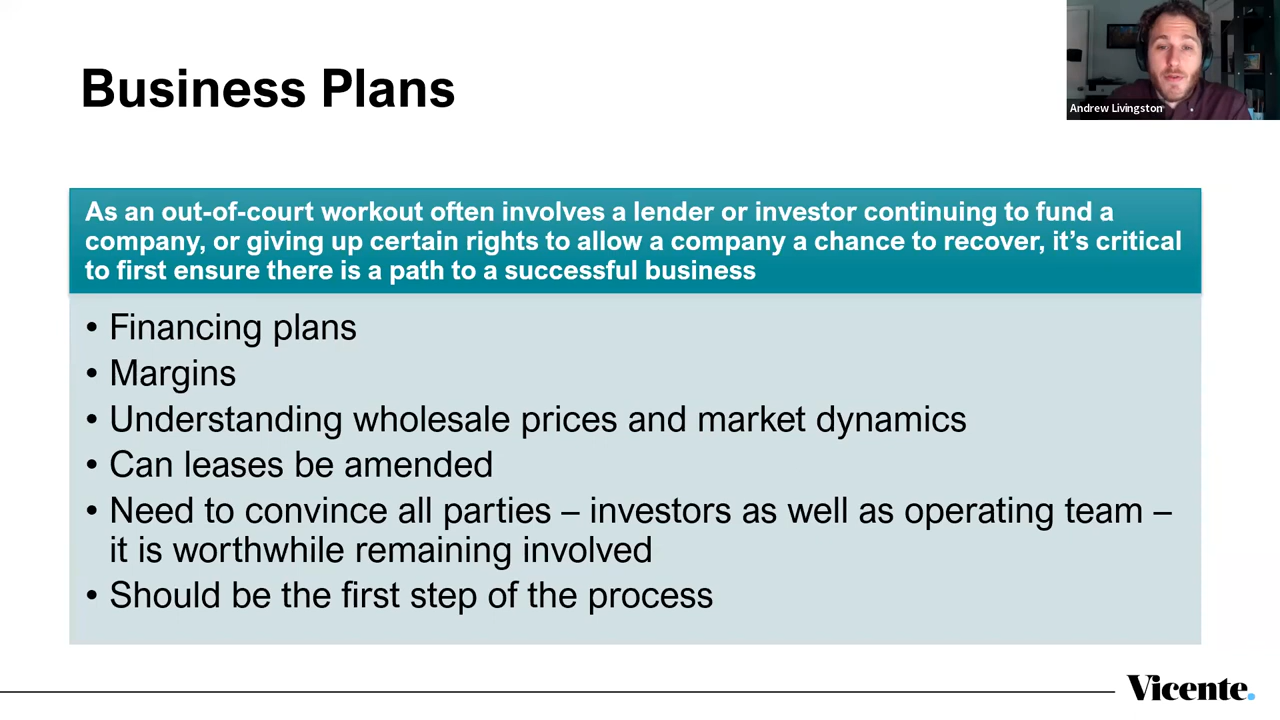 Business Plans
Andrew Livingston
As an out-of-court workout often involves a lender or investor continuing to fund a
company, or giving up certain rights to allow a company a chance to recover, it’s critical
to first ensure there is a path to a successful business
• Financing plans
• Margins
• Understanding wholesale prices and market dynamics
• Can leases be amended
• Need to convince all parties – investors as well as operating team –
it is worthwhile remaining involved
• Should be the first step of the process
Vicente.